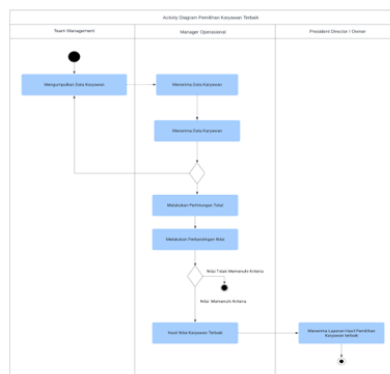 Activity Diagram Pemilihan Karyawan Terbaik
Team Management
Manager Operasional
President Director / Owner
Mengumpulkan Data Karyawan
Menerima Data Karyawan
Menerima Data Karyawan
Melakukan Perhitungan Total
Melakukan Perbandingan Nilai
Nilai Tidak Memenuhi Kriteria
Nilai Memenuhi Kriteria
Hasil Nilai Karyawan Terbaik
Menerima Laporan Hasil Pemilihan
Karyawan terbaik